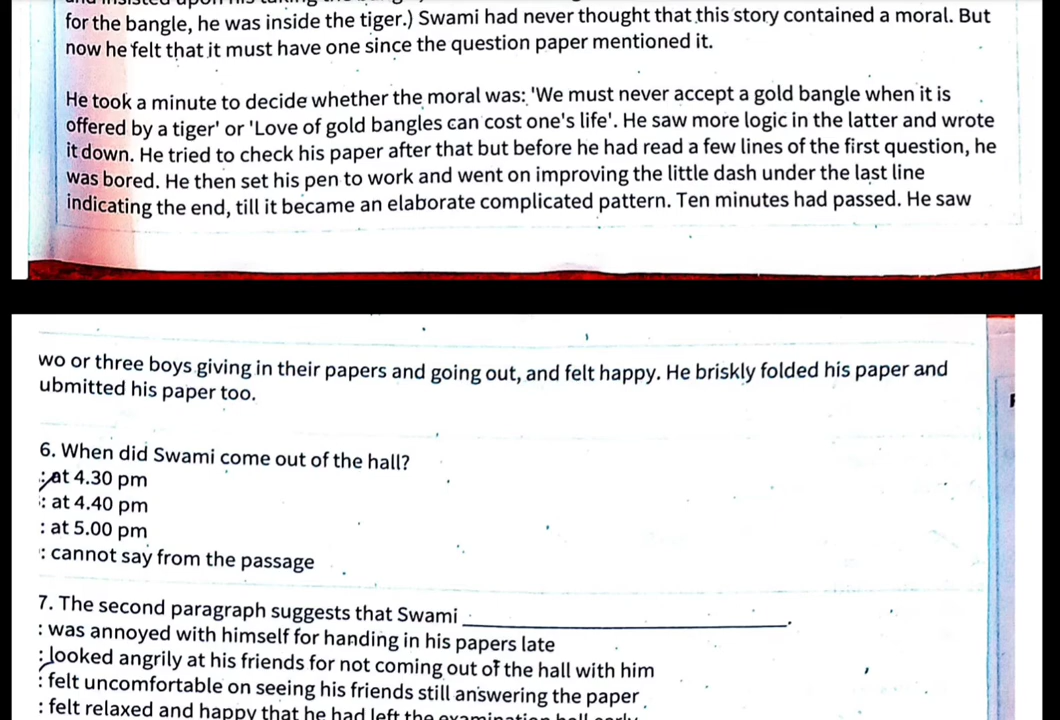 for the bangle, he was inside the tiger.) Swami had never thought that this story contained a moral. But
now he felt that it must have one since the question paper mentioned it.
He took a minute to decide whether the moral was: 'We must never accept a gold bangle when it is
offered by a tiger' or 'Love of gold bangles can cost one's life'. He saw more logic in the latter and wrote
it down. He tried to check his paper after that but before he had read a few lines of the first question, he
was bored. He then set his pen to work and went on improving the little dash under the last line
indicating the end, till it became an elaborate complicated pattern. Ten minutes had passed. He saw
wo or three boys giving in their papers and going out, and felt happy. He briskly folded his paper and
ubmitted his paper too.
6. When did Swami come out of the hall?
: at 4.30 pm
: at 4.40 pm
: at 5.00 pm
: cannot say from the passage
7. The second paragraph suggests that Swami ____________.
: was annoyed with himself for handing in his papers late
: looked angrily at his friends for not coming out of the hall with him
: felt uncomfortable on seeing his friends still answering the paper
: felt relaxed and happy that he had left the examination hall early